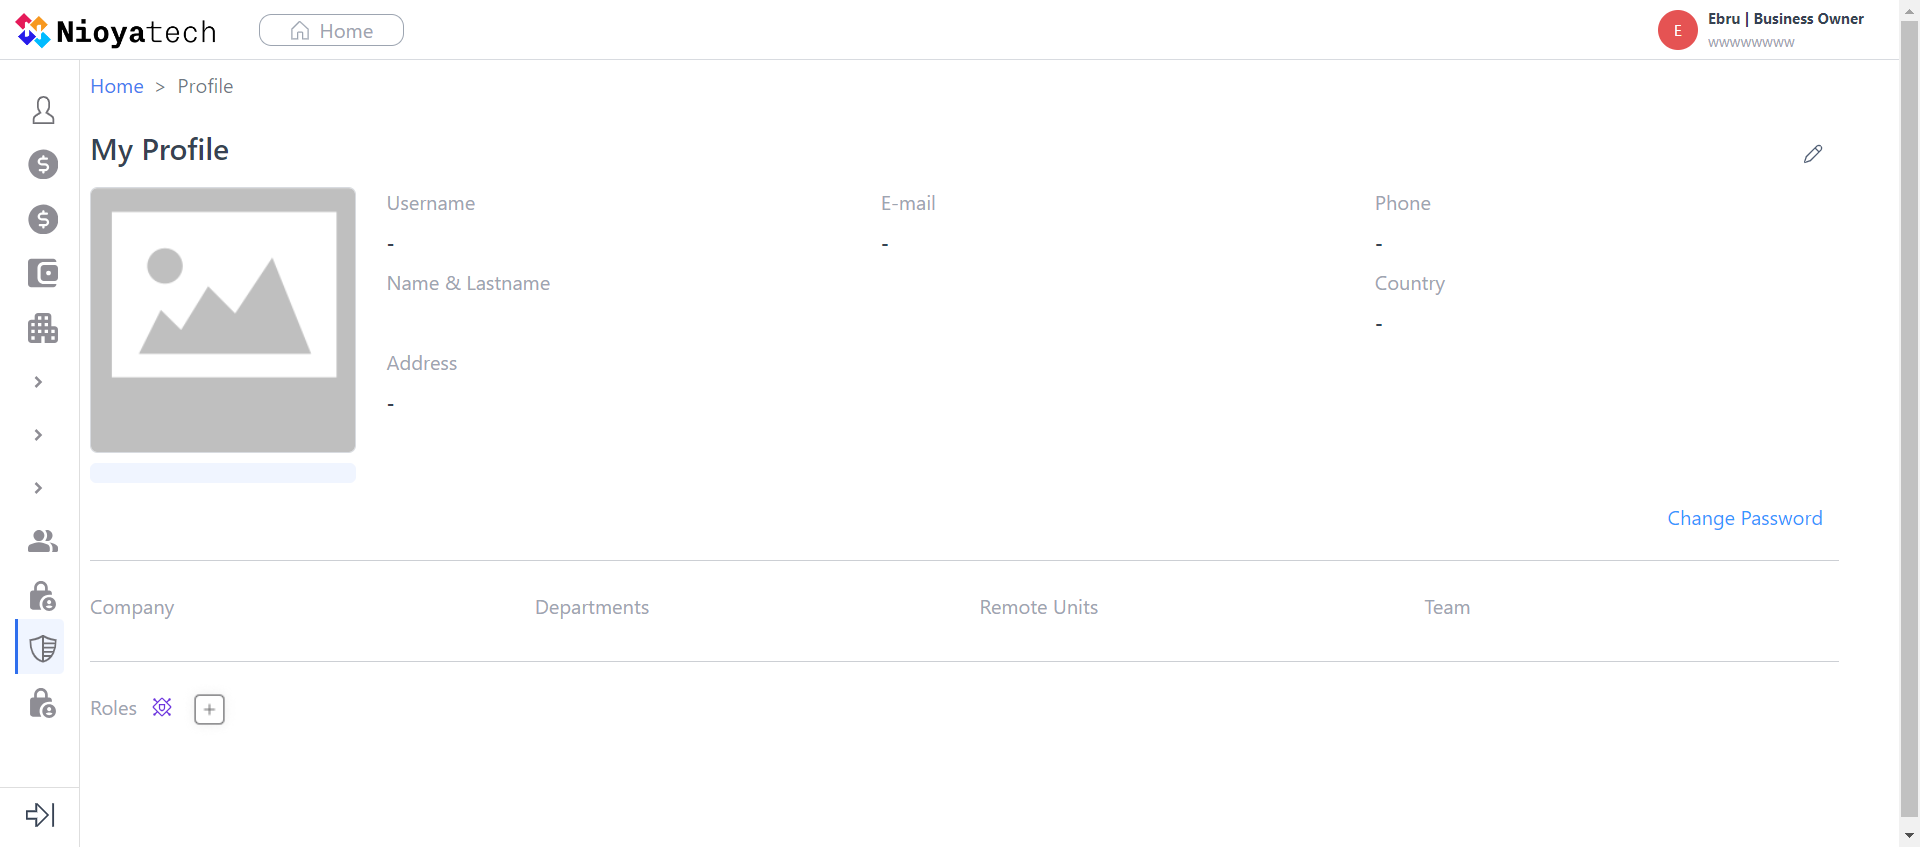 Nioyatech
Home
E
Ebru | Business Owner
wwwwwwww
Home > Profile
My Profile
Username
E-mail
Phone
-
-
-
Name & Lastname
Country
-
Address
-
Change Password
Company
Departments
Remote Units
Team
Roles